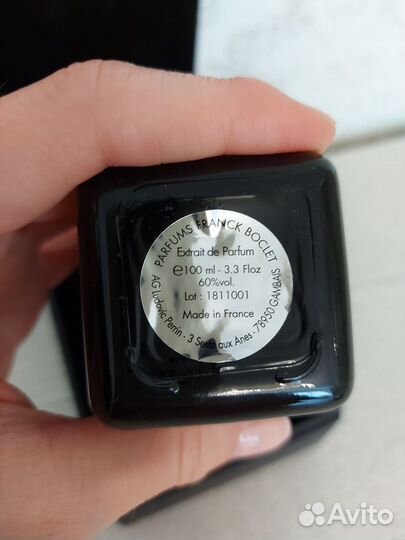 PARFUMS FRANCK BOCLET
Extrait de Parfum
℮100 ml - 3.3 Floz
60%vol.
Lot : 1811001
Made in France
AG Ludovic Perrin - 3 Sente aux Anes - 78950 GAMBAIS
Avito